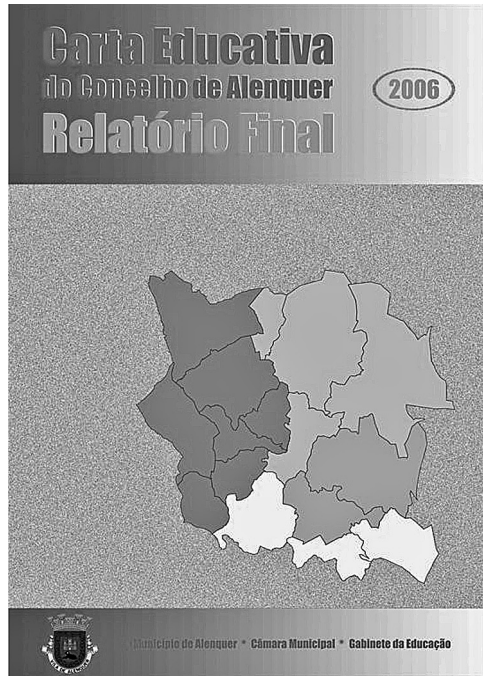 Carta Educativa
do Concelho de Alenquer
2006
Relatório Final
Município de Alenquer * Câmara Municipal * Gabinete da Educação